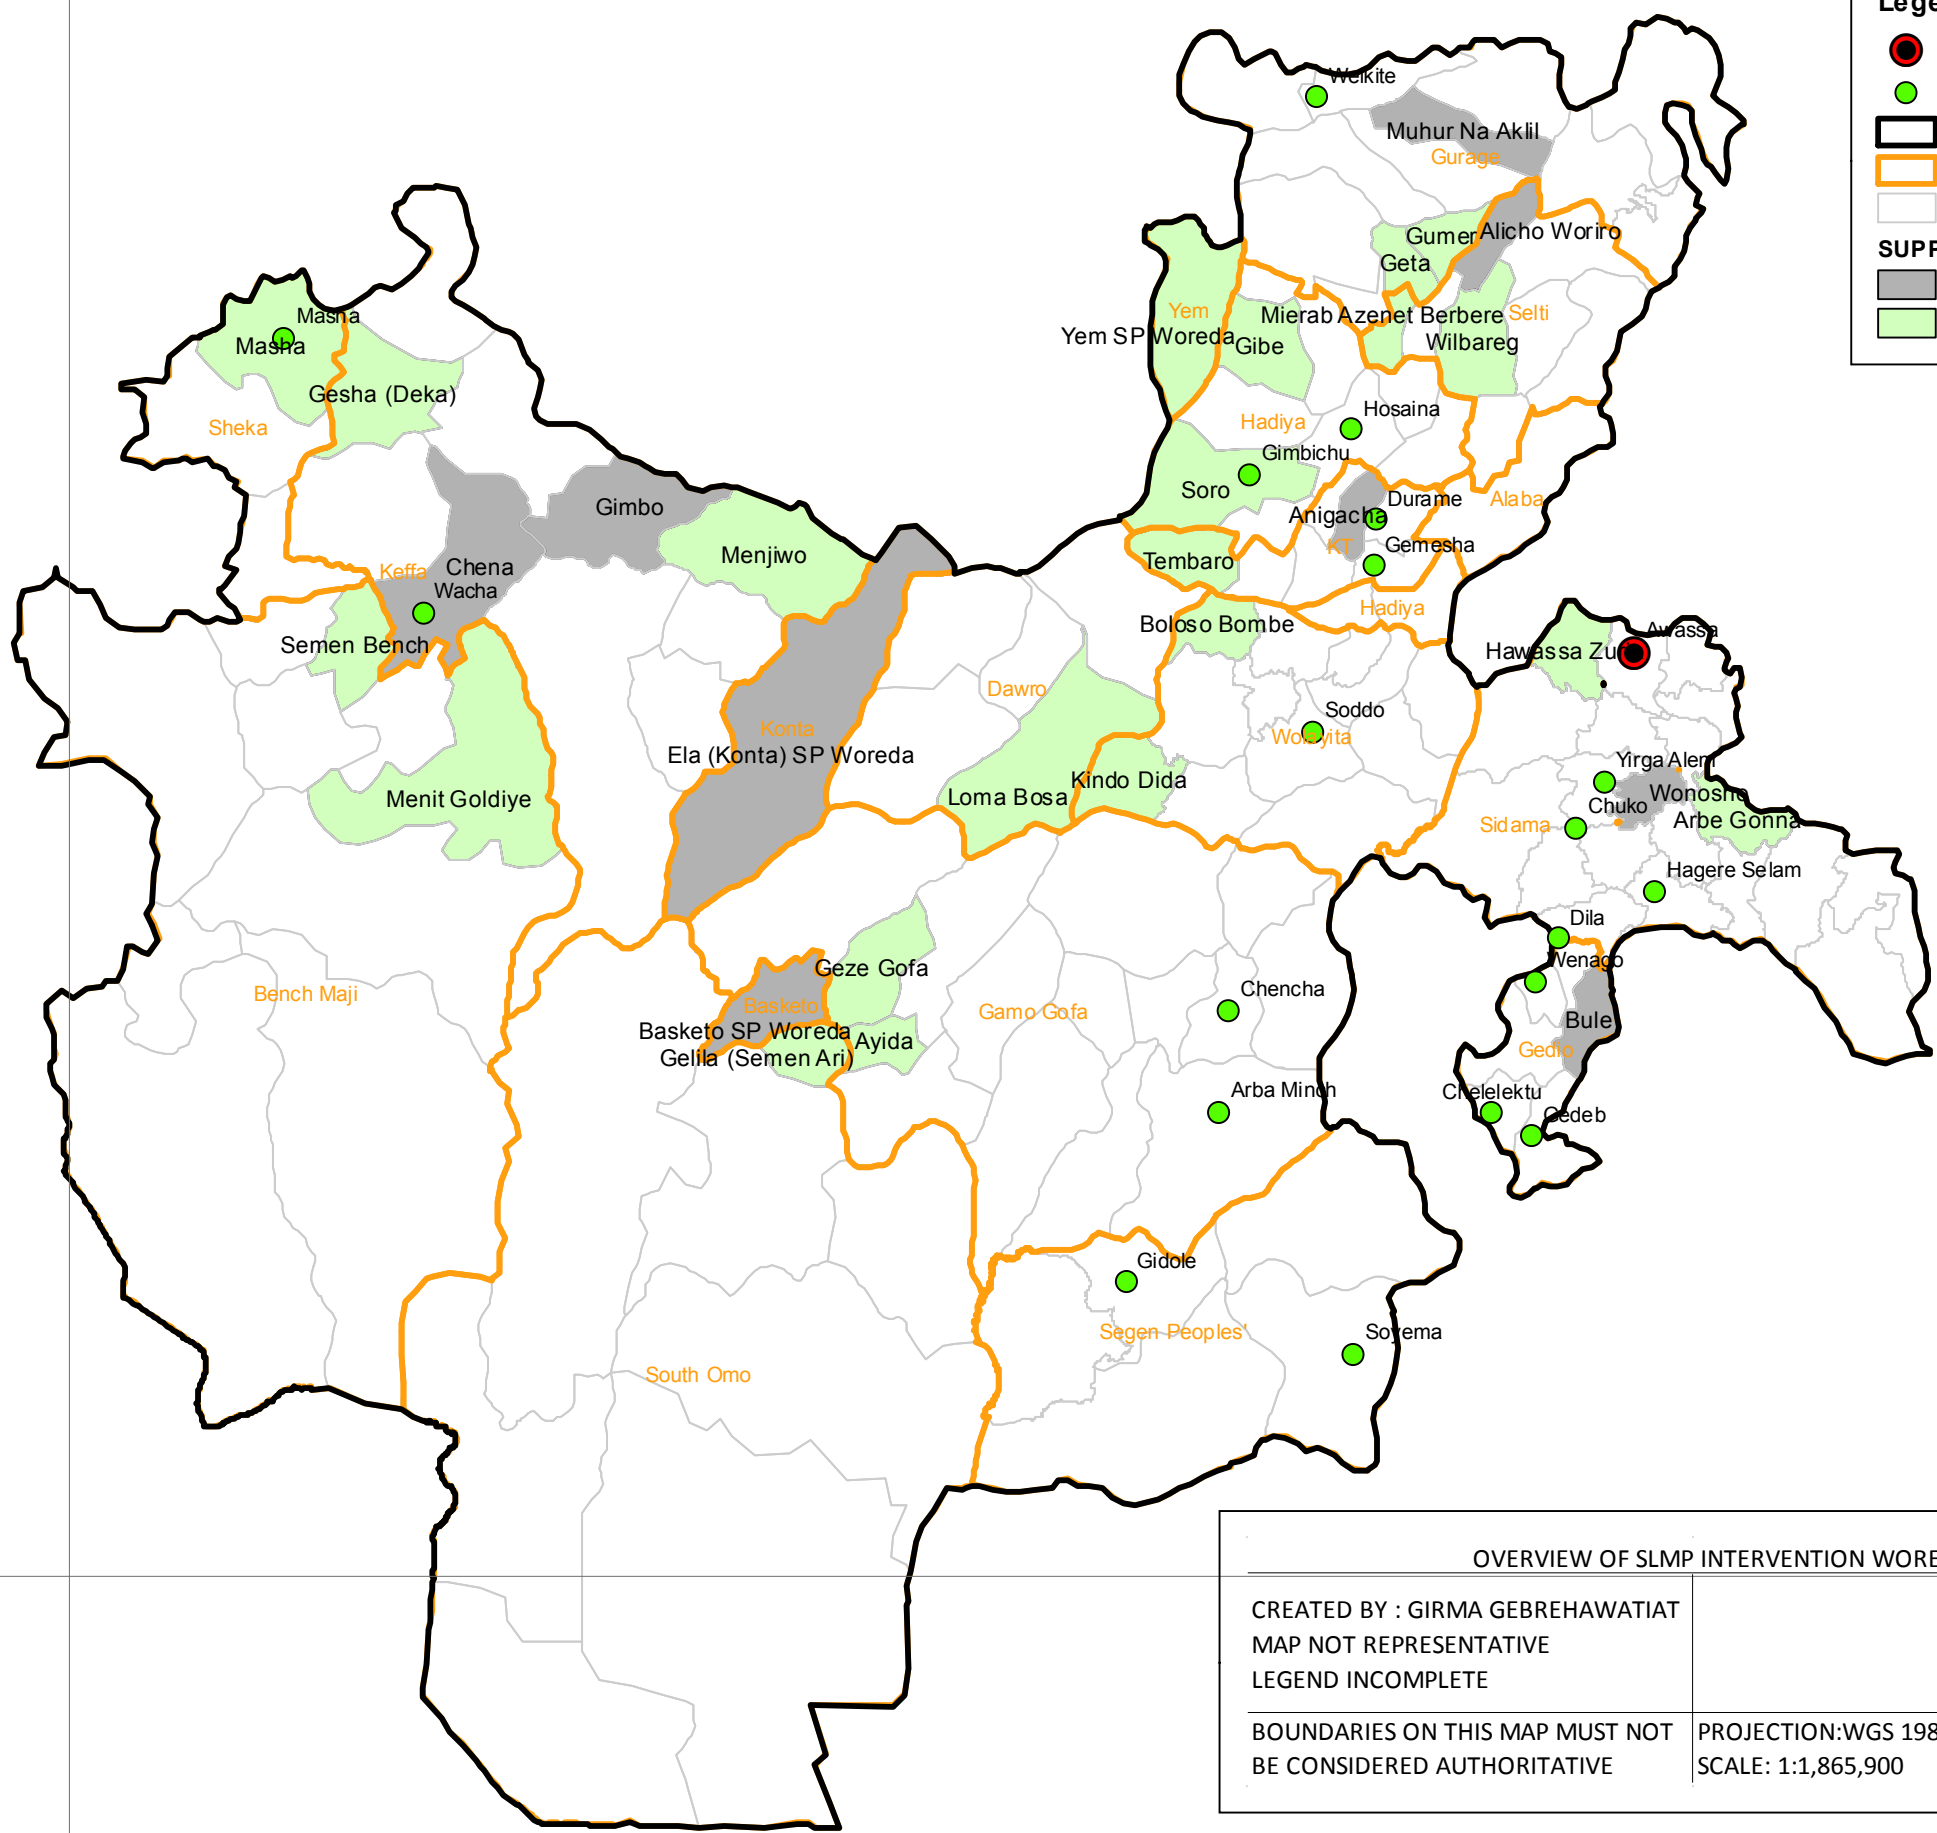 Lege
Welkite
Muhur Na Aklil
Gurage
SUPP
Gumer
Alicho Woriro
Geta
Masha
Masha
Yem
Yem SP Woreda
Gibe
Mierab Azenet Berbere
Selti
Wilbareg
Gesha (Deka)
Sheka
Hadiya
Hosaina
Gimbichu
Soro
Gimbo
Durame
Anigacha
Alaba
KT
Gemesha
Menjiwo
Tembaro
Keffa
Chena
Wacha
Hadiya
Boloso Bombe
Semen Bench
Awassa
Hawassa Zur
Dawro
Soddo
Wolayita
Konta
Ela (Konta) SP Woreda
Yirga Alem
Menit Goldiye
Loma Bosa
Kindo Dida
Wonosho
Chuko
Arbe Gonna
Sidama
Hagere Selam
Dila
Wenago
Geze Gofa
Bench Maji
Basketo
Gamo Gofa
Chencha
Basketo SP Woreda
Ayida
Gelila (Semen Ari)
Bule
Gedio
Arba Minch
Chelelektu
Gedeb
Gidole
Segen Peoples'
Soyema
South Omo
OVERVIEW OF SLMP INTERVENTION WORE
CREATED BY : GIRMA GEBREHAWATIAT
MAP NOT REPRESENTATIVE
LEGEND INCOMPLETE
BOUNDARIES ON THIS MAP MUST NOT
BE CONSIDERED AUTHORITATIVE
PROJECTION:WGS 198
SCALE: 1:1,865,900